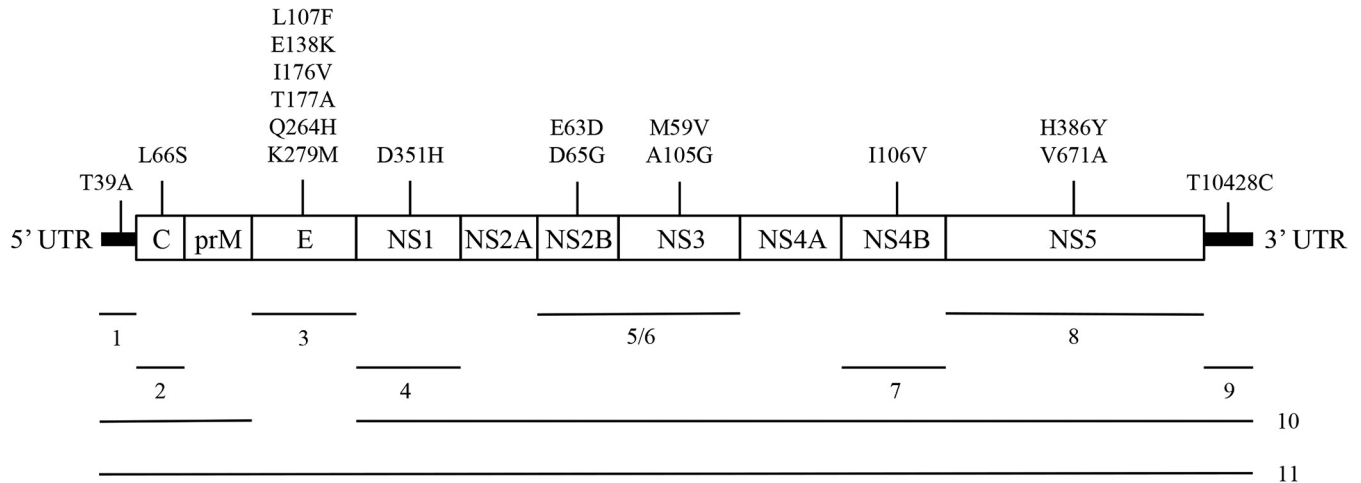 L107F
E138K
I176V
T177A
Q264H
K279M
E63D
D65G
M59V
A105G
H386Y
V671A
L66S
D351H
I106V
T39A
T10428C
5’ UTR C prM E NS1 NS2A NS2B NS3 NS4A NS4B NS5 3’ UTR
1 3 5/6 8
2 4 7 9
10
11